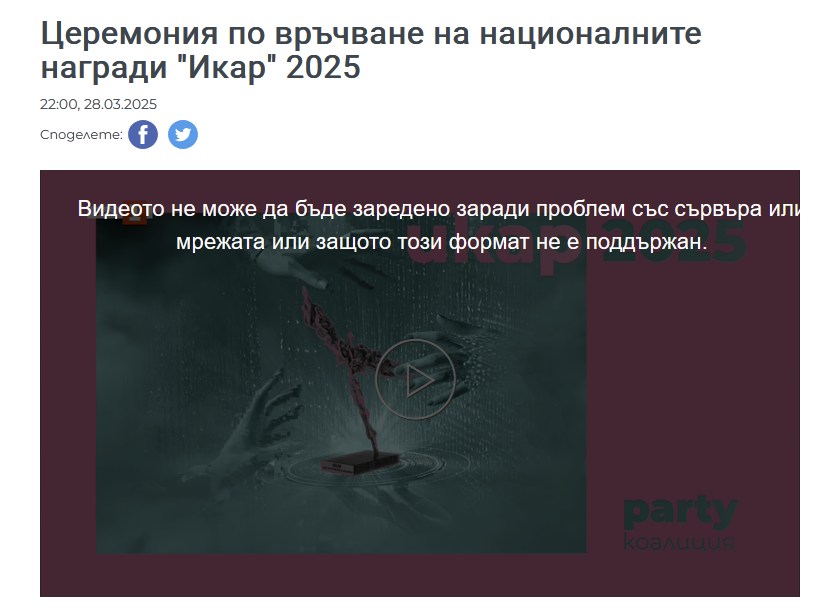 Церемония по връчване на националните
награди "Икар" 2025
22:00, 28.03.2025
Споделете:
Видеото не може да бъде заредено заради проблем със сървъра или
мрежата или защото този формат не е поддържан.
икар 2025
party
коалиция